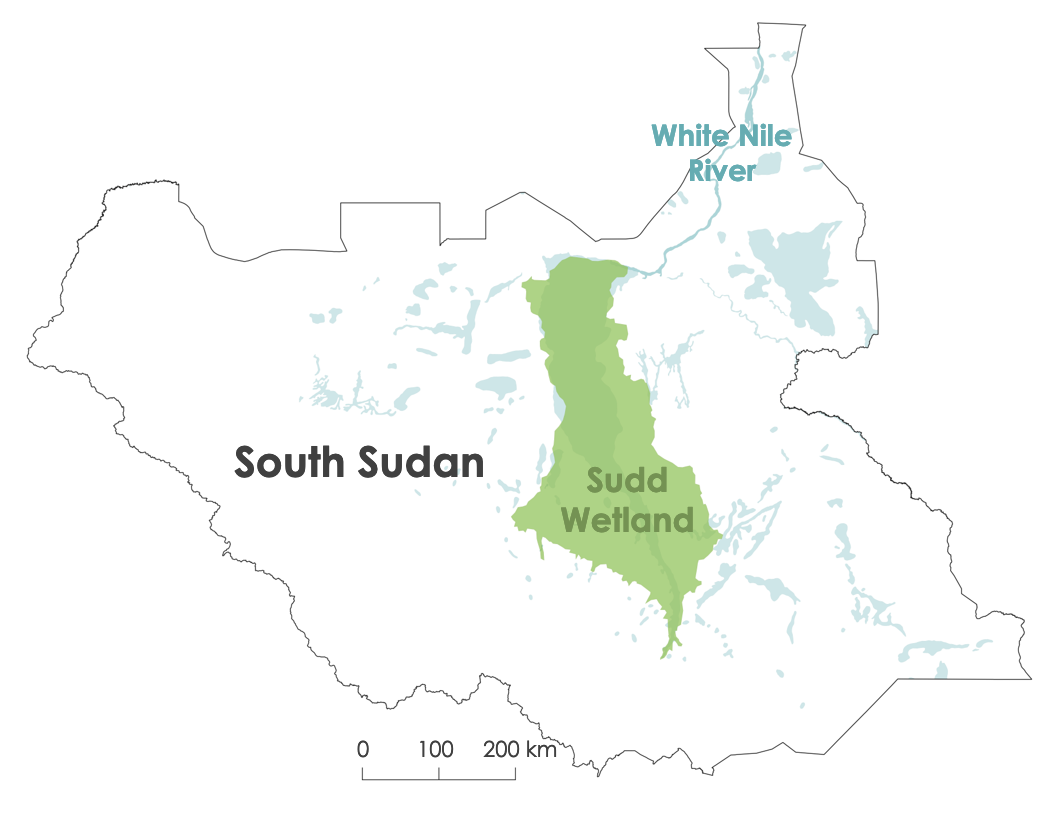 White Nile
River
South Sudan
Sudd
Wetland
0 100 200 km